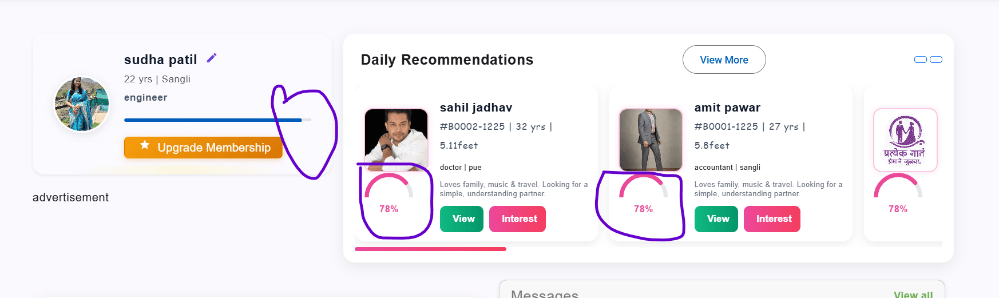 sudha patil
22 yrs | Sangli
engineer
Upgrade Membership
advertisement
Daily Recommendations
View More
sahil jadhav
#B0002-1225 | 32 yrs |
5.11feet
doctor | pue
Loves family, music & travel. Looking for a
simple, understanding partner.
78%
View
Interest
amit pawar
#B0001-1225 | 27 yrs |
5.8feet
accountant | sangli
Loves family, music & travel. Looking for a
simple, understanding partner.
78%
View
Interest
प्रत्येक नातं
प्रेमाने जुळवा.
78%
Messages
View all